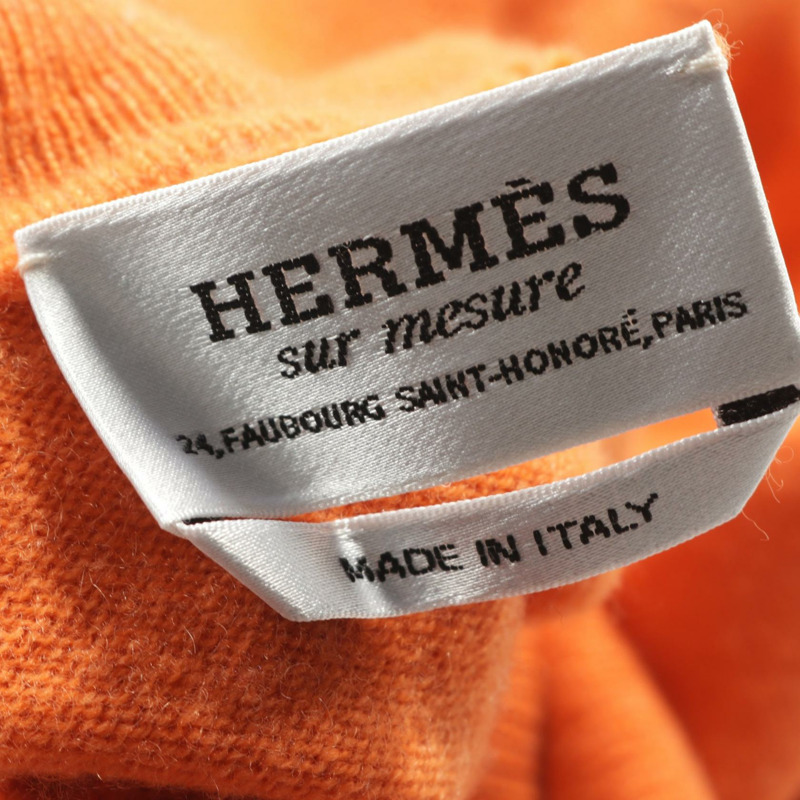 HERMÈS
sur mesure
24, FAUBOURG SAINT-HONORÉ, PARIS
MADE IN ITALY